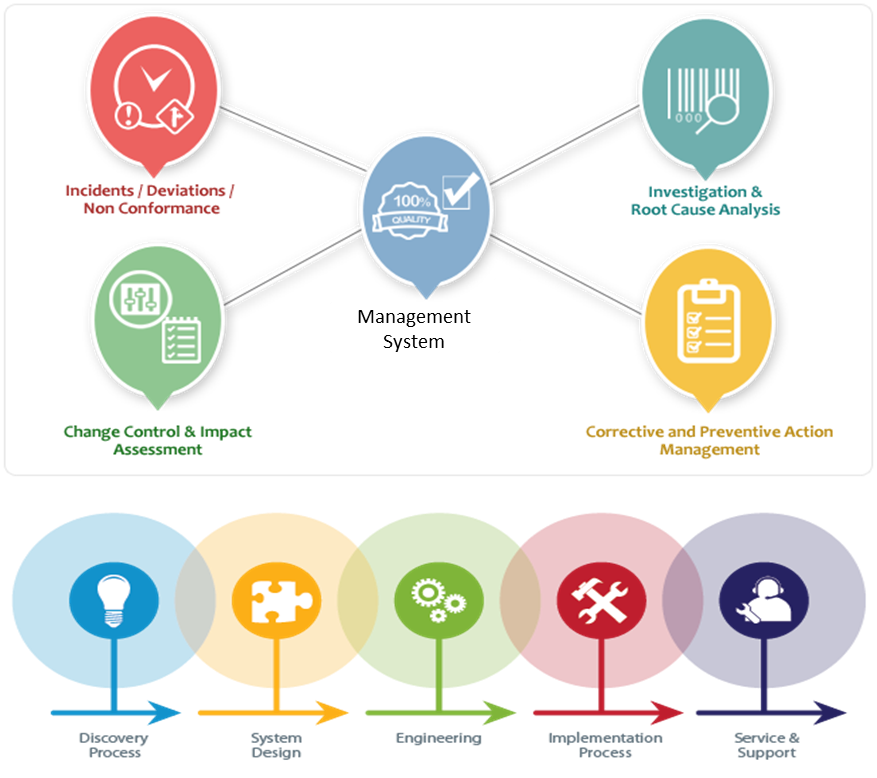 Incidents / Deviations /
Non Conformance
Investigation &
Root Cause Analysis
100%
QUALITY
Management
System
Change Control & Impact
Assessment
Corrective and Preventive Action
Management
Discovery
Process
System
Design
Engineering
Implementation
Process
Service &
Support